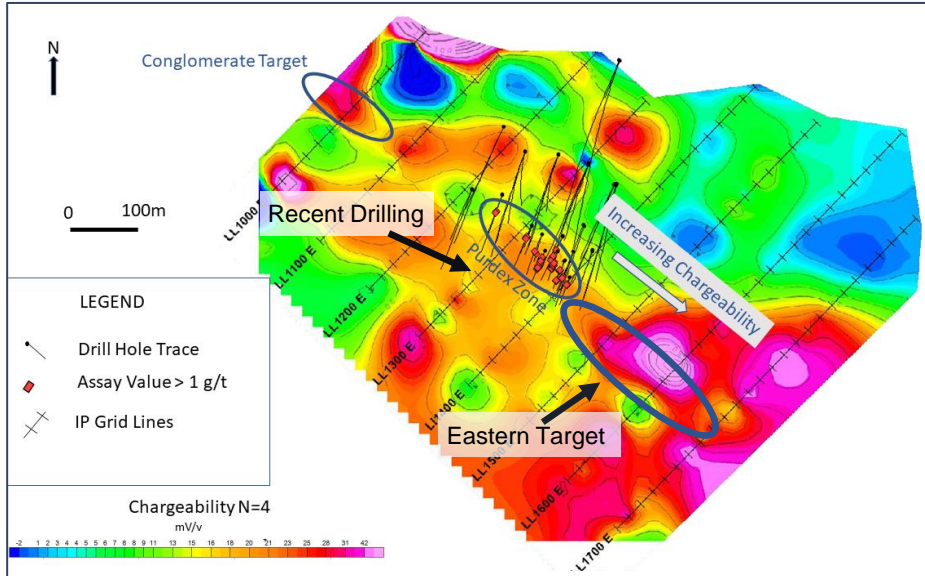 N
Conglomerate Target
0 100m
LL1000 E
LL1100 E
LL1200 E
LL1300 E
LL1500 E
LL1600 E
LL1700 E
Recent Drilling
Purdex Zone
Increasing Chargeability
Eastern Target
LEGEND
Drill Hole Trace
Assay Value > 1 g/t
IP Grid Lines
Chargeability N=4
mV/v
-2 1 3 4 5 6 7 8 9 11 13 14 16 18 20 21 23 25 28 31 42